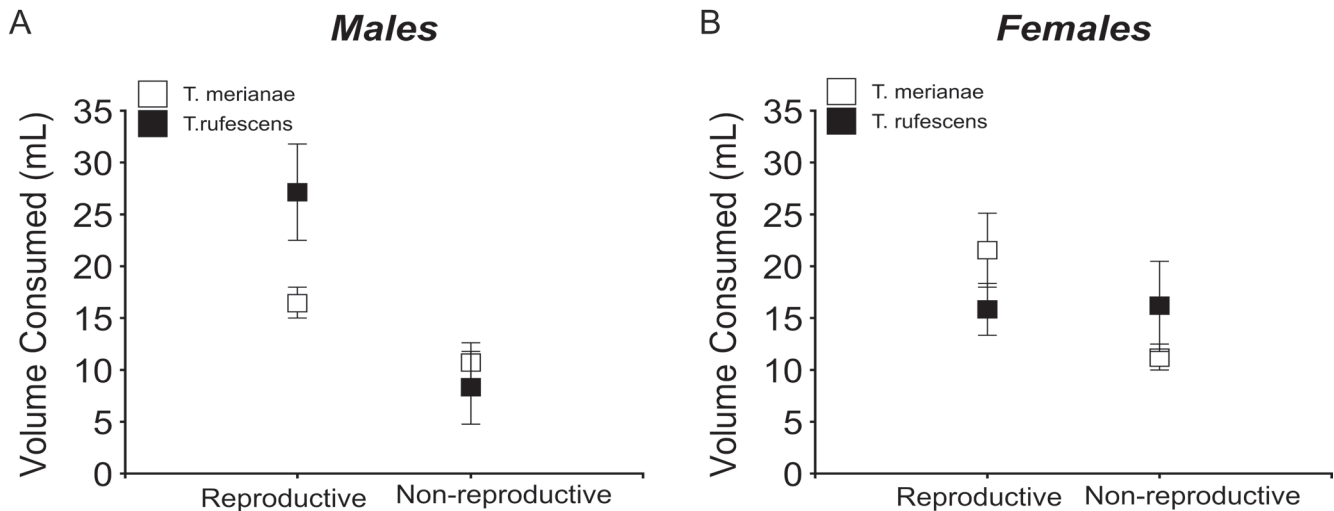 A
Males
T. merianae
T.rufescens
Volume Consumed (mL)
35
30
25
20
15
10
5
0
Reproductive
Non-reproductive
B
Females
T. merianae
T. rufescens
Volume Consumed (mL)
35
30
25
20
15
10
5
0
Reproductive
Non-reproductive